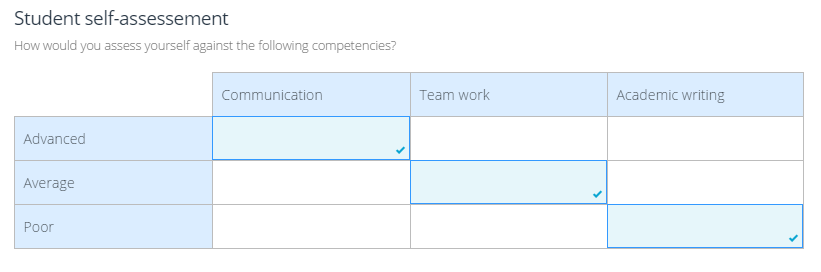 Student self-assessement
How would you assess yourself against the following competencies?
Communication Team work Academic writing
Advanced
Average
Poor